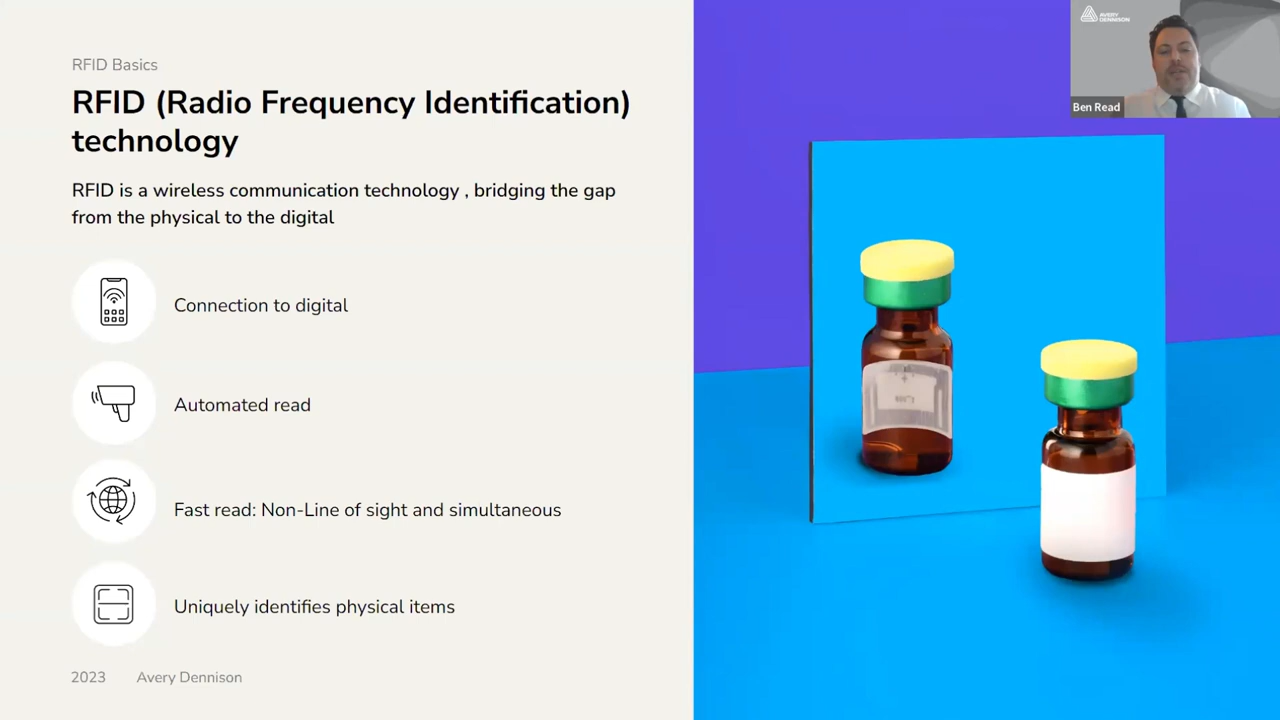 RFID Basics
RFID (Radio Frequency Identification)
technology
RFID is a wireless communication technology , bridging the gap
from the physical to the digital
Connection to digital
Automated read
Fast read: Non-Line of sight and simultaneous
Uniquely identifies physical items
2023 Avery Dennison
AVERY
DENNISON
Ben Read